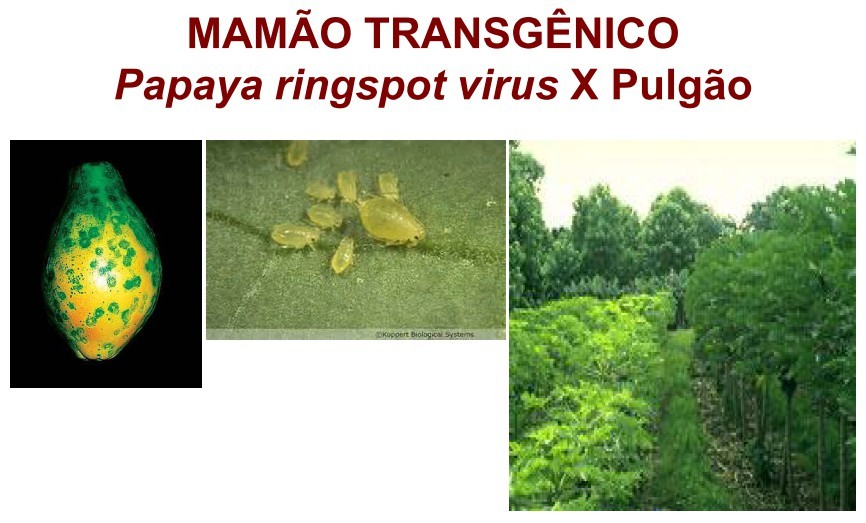 MAMÃO TRANSGÊNICO
Papaya ringspot virus X Pulgão
©Koppert Biological Systems